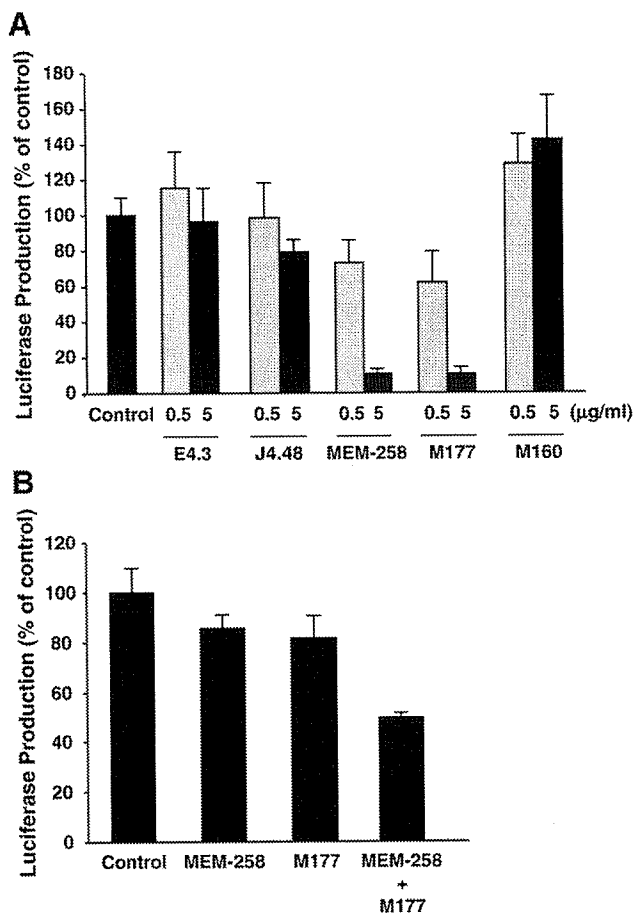 A
Luciferase Production (% of control)
180
160
140
120
100
80
60
40
20
0
Control 0.5 5 0.5 5 0.5 5 0.5 5 0.5 5 (μg/ml)
E4.3 J4.48 MEM-258 M177 M160
B
Luciferase Production (% of control)
120
100
80
60
40
20
0
Control MEM-258 M177 MEM-258
+
M177